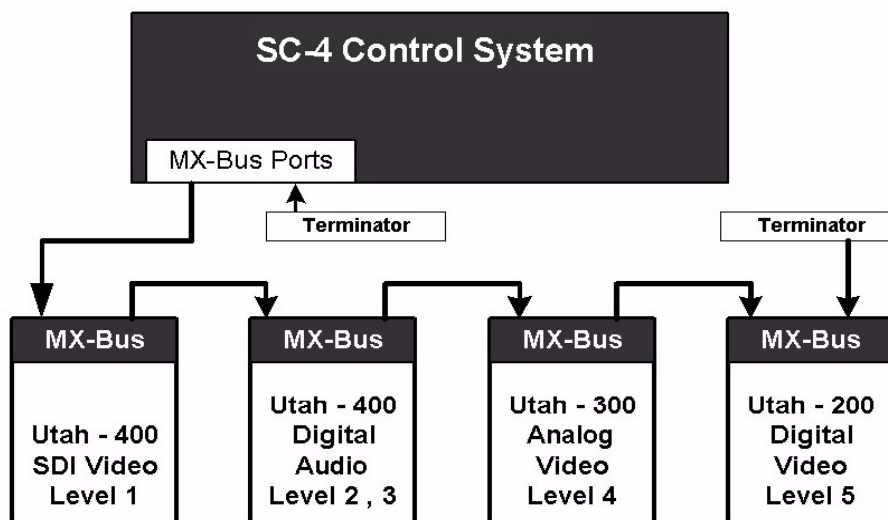 SC-4 Control System
MX-Bus Ports
Terminator
Terminator
MX-Bus
Utah - 400
SDI Video
Level 1
MX-Bus
Utah - 400
Digital
Audio
Level 2 , 3
MX-Bus
Utah - 300
Analog
Video
Level 4
MX-Bus
Utah - 200
Digital
Video
Level 5